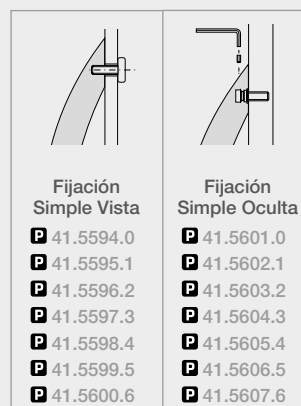 Fijación
Simple Vista
P 41.5594.0
P 41.5595.1
P 41.5596.2
P 41.5597.3
P 41.5598.4
P 41.5599.5
P 41.5600.6
Fijación
Simple Oculta
P 41.5601.0
P 41.5602.1
P 41.5603.2
P 41.5604.3
P 41.5605.4
P 41.5606.5
P 41.5607.6